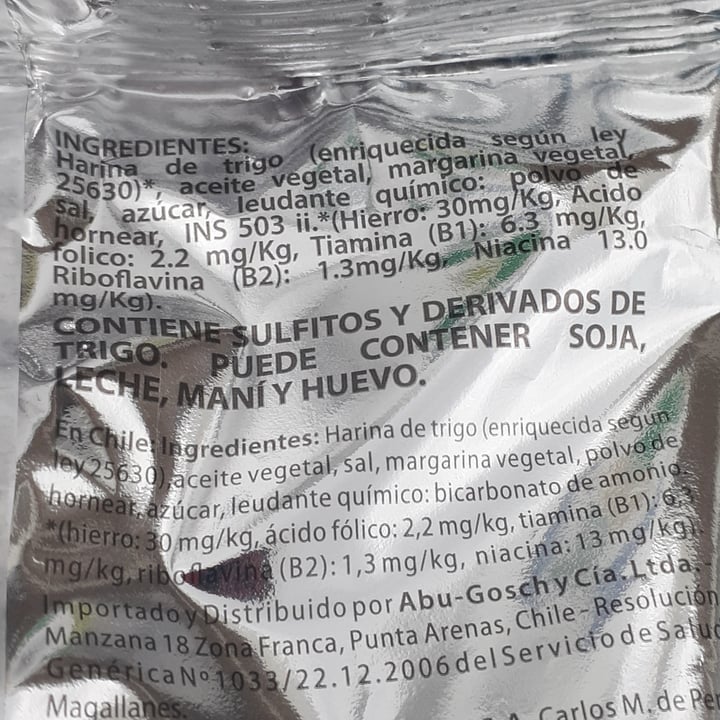 INGREDIENTES:
Harina de trigo (enriquecida según ley
25630)*, aceite vegetal, margarina vegetal,
sal, azúcar, leudante químico: polvo de
hornear, INS 503 ii.*(Hierro: 30mg/Kg, Acido
folico: 2.2 mg/Kg, Tiamina (B1): 6.3 mg/Kg,
Riboflavina (B2): 1.3mg/Kg, Niacina 13.0
mg/Kg).
CONTIENE SULFITOS Y DERIVADOS DE
TRIGO. PUEDE CONTENER SOJA,
LECHE, MANÍ Y HUEVO.
En Chile: Ingredientes: Harina de trigo (enriquecida segun
ley 25630), aceite vegetal, sal, margarina vegetal, polvo de
hornear, azúcar, leudante químico: bicarbonato de amonio.
*(hierro: 30 mg/kg, ácido fólico: 2,2 mg/kg, tiamina (B1): 6,3
mg/kg, riboflavina (B2): 1,3 mg/kg, niacina: 13 mg/kg).
Importado y Distribuido por Abu-Gosch y Cía. Ltda. -
Manzana 18 Zona Franca, Punta Arenas, Chile - Resolución
Genérica Nº 1033/22.12.2006 del Servicio de Salud
Magallanes.
Carlos M. de